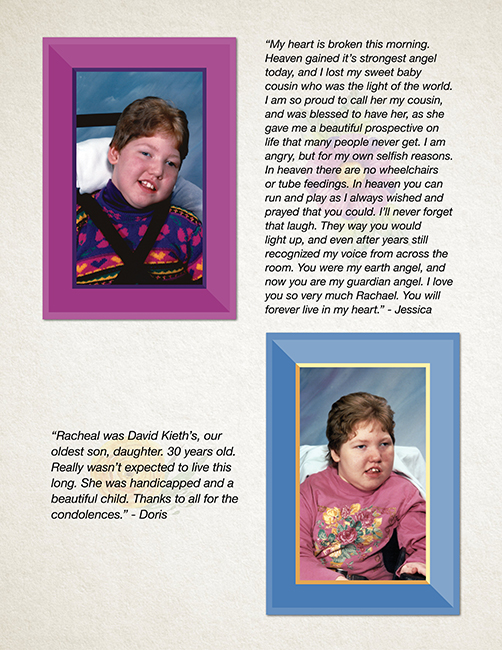 “My heart is broken this morning.
Heaven gained it’s strongest angel
today, and I lost my sweet baby
cousin who was the light of the world.
I am so proud to call her my cousin,
and was blessed to have her, as she
gave me a beautiful prospective on
life that many people never get. I am
angry, but for my own selfish reasons.
In heaven there are no wheelchairs
or tube feedings. In heaven you can
run and play as I always wished and
prayed that you could. I’ll never forget
that laugh. They way you would
light up, and even after years still
recognized my voice from across the
room. You were my earth angel, and
now you are my guardian angel. I love
you so very much Rachael. You will
forever live in my heart.” - Jessica
“Racheal was David Kieth’s, our
oldest son, daughter. 30 years old.
Really wasn’t expected to live this
long. She was handicapped and a
beautiful child. Thanks to all for the
condolences.” - Doris